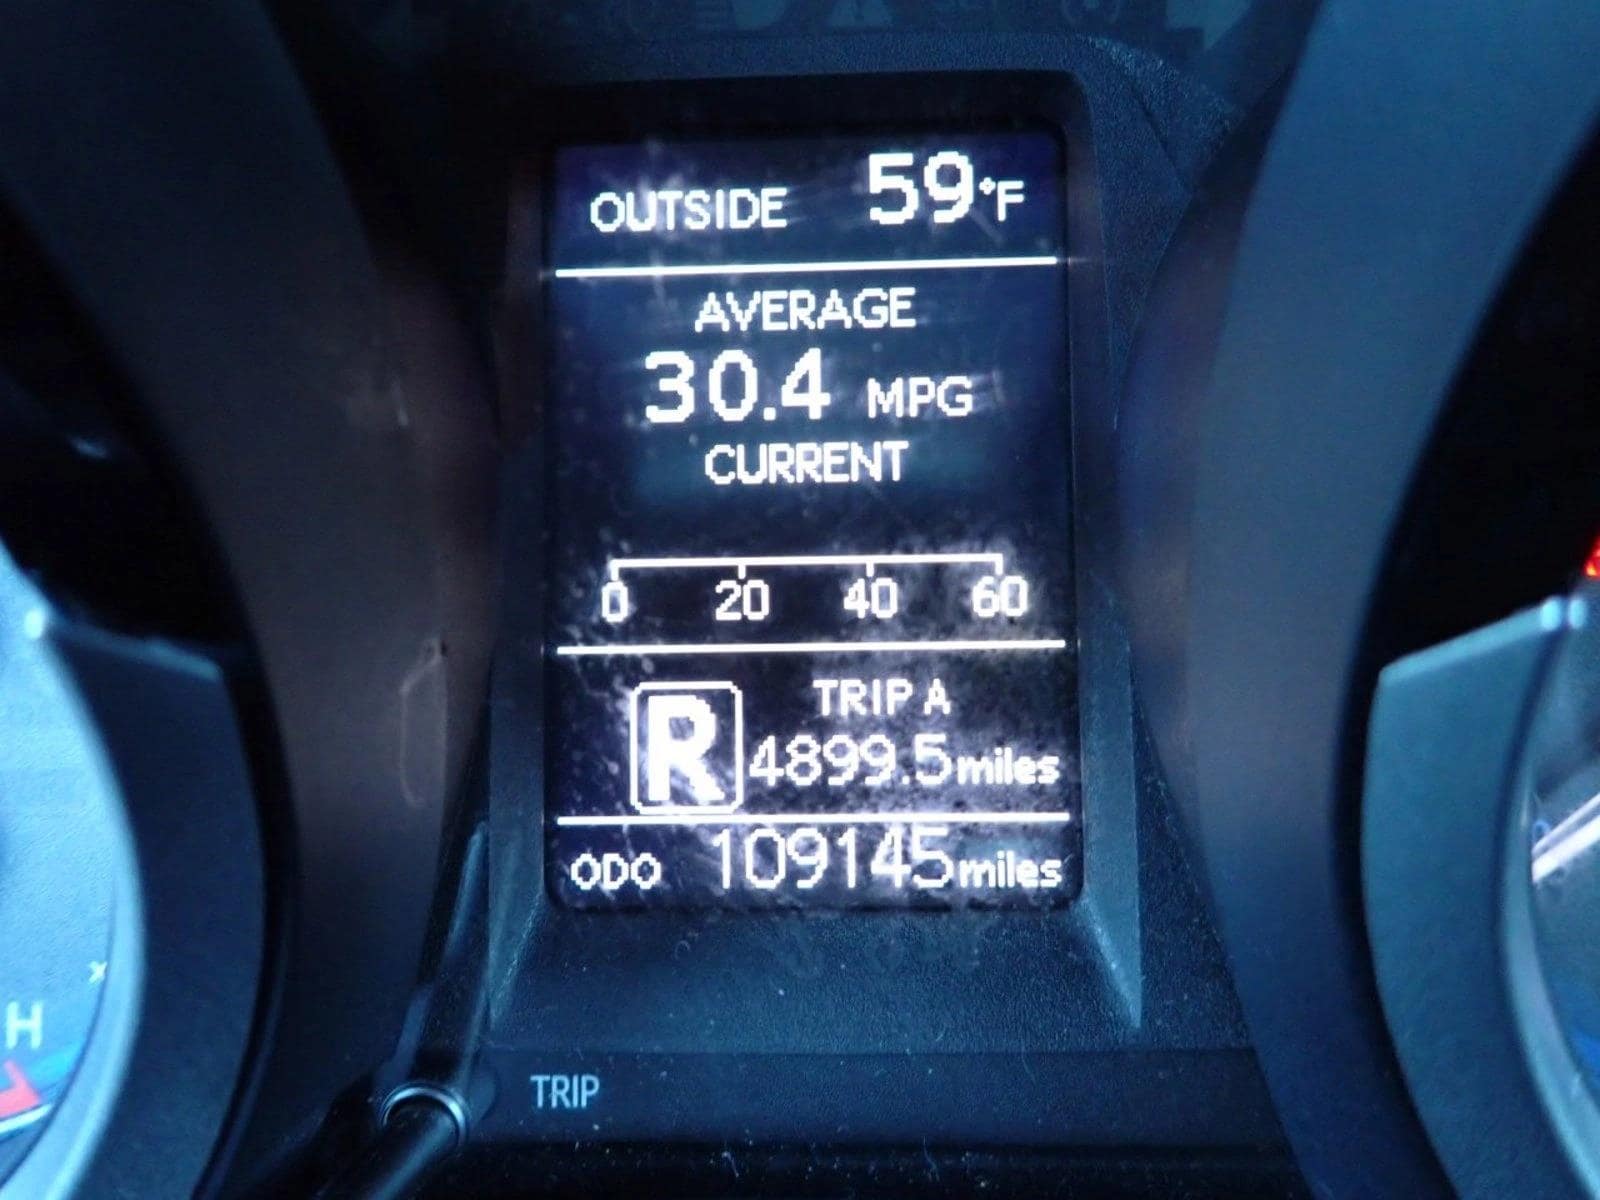 OUTSIDE 59°F
AVERAGE
30.4 MPG
CURRENT
0 20 40 60
TRIP A
R 4899.5 miles
ODO 109145 miles
H
TRIP